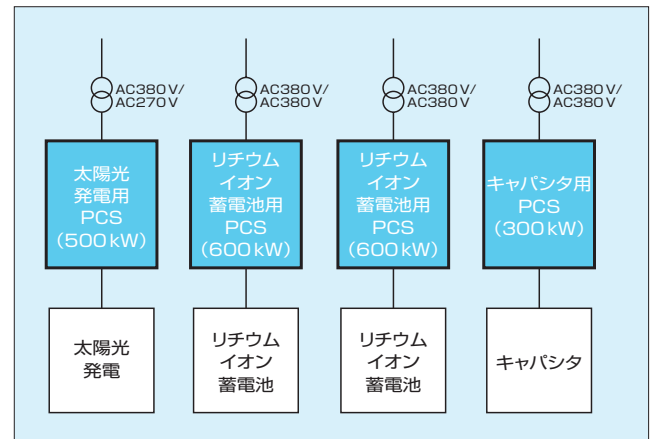 AC380V/
AC270V
AC380V/
AC380V
AC380V/
AC380V
AC380V/
AC380V
太陽光
発電用
PCS
(500kW)
リチウム
イオン
蓄電池用
PCS
(600kW)
リチウム
イオン
蓄電池用
PCS
(600kW)
キャパシタ用
PCS
(300kW)
太陽光
発電
リチウム
イオン
蓄電池
リチウム
イオン
蓄電池
キャパシタ